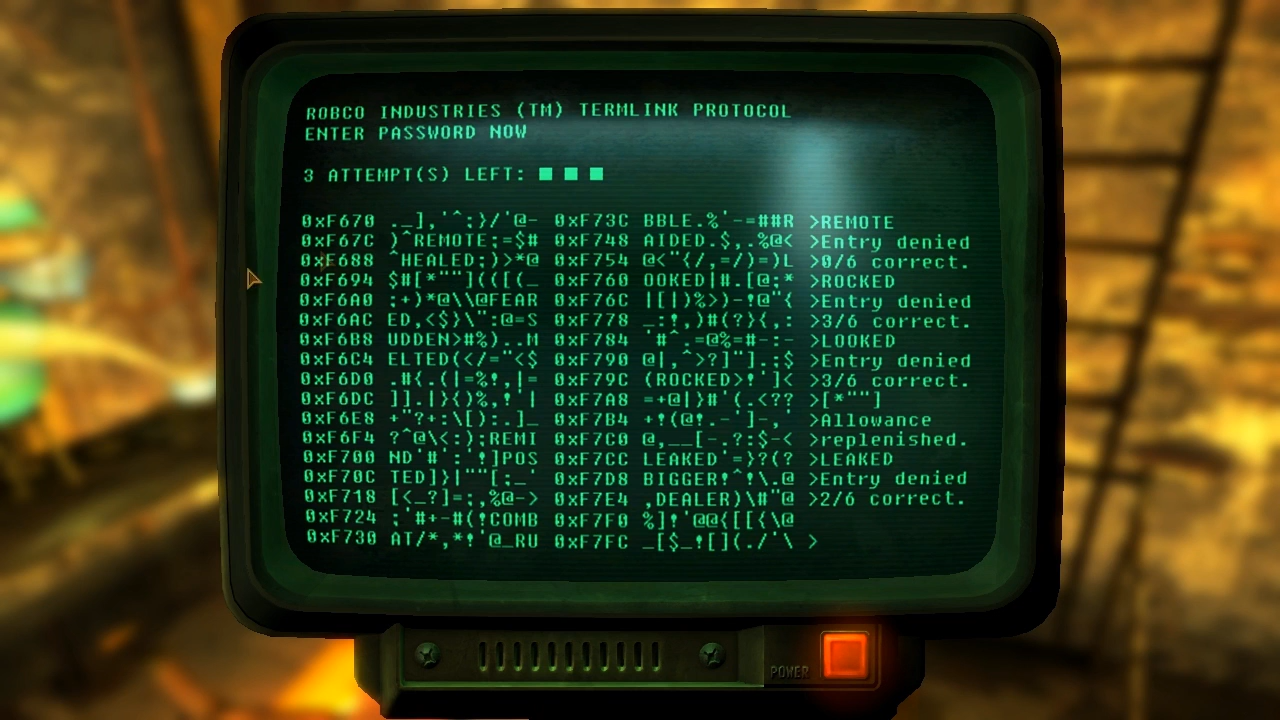 ROBCO INDUSTRIES (TM) TERMLINK PROTOCOL
ENTER PASSWORD NOW
3 ATTEMPT(S) LEFT: ■ ■ ■
0xF670 ._],'^;}/'@- 0xF73C BBLE.%'-=##R >REMOTE
0xF67C )^REMOTE;=$# 0xF748 AIDED.$,.%@< >Entry denied
0xF688 ^HEALED;)>*@ 0xF754 @<"{/,=/)=)L >0/6 correct.
0xF694 $#[*""]((([(_ 0xF760 OOKED|#.[@;* >ROCKED
0xF6A0 ;+)*@\\@FEAR 0xF76C |[|)%>)-!@"{ >Entry denied
0xF6AC ED,<$}\":@=S 0xF778 _;!,)#(?}{,: >3/6 correct.
0xF6B8 UDDEN>#%)..M 0xF784 '#^.=@%=#-:- >LOOKED
0xF6C4 ELTED(</="<$ 0xF790 @|,^>?]"].;$ >Entry denied
0xF6D0 .#{.(|=%!,|= 0xF79C (ROCKED>!']< >3/6 correct.
0xF6DC ]].|}{)%,!'| 0xF7A8 =+@|}#'(.<?? >[*""]
0xF6E8 +"?+:\[):.]_ 0xF7B4 +!(@!.-']-,' >Allowance
0xF6F4 ?^@\<:);REMI 0xF7C0 @,__[-.?:$-< >replenished.
0xF700 ND'#':'!]POS 0xF7CC LEAKED'=}?(? >LEAKED
0xF70C TED]}|""[;_' 0xF7D8 BIGGER!^!\.@ >Entry denied
0xF718 [<_?]=;,%@-> 0xF7E4 ,DEALER)\#"@ >2/6 correct.
0xF724 ;'#+-#(!COMB 0xF7F0 %]!'@@{[[{\@
0xF730 AT/*,*!'@_RU 0xF7FC _[$_![](./'\ >
POWER